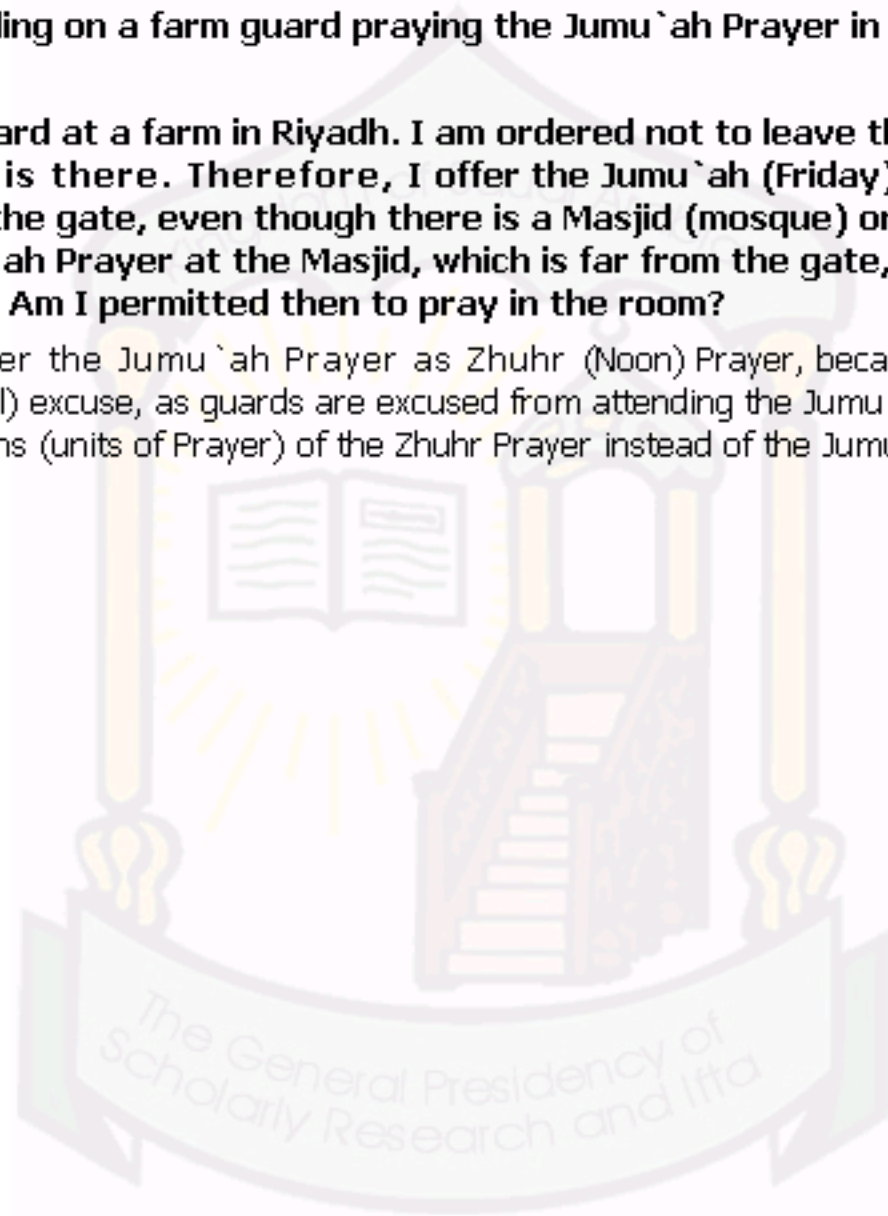 ling on a farm guard praying the Jumu`ah Prayer in
ard at a farm in Riyadh. I am ordered not to leave th
is there. Therefore, I offer the Jumu`ah (Friday)
the gate, even though there is a Masjid (mosque) or
ah Prayer at the Masjid, which is far from the gate,
Am I permitted then to pray in the room?
er the Jumu`ah Prayer as Zhuhr (Noon) Prayer, beca
l) excuse, as guards are excused from attending the Jumu
ns (units of Prayer) of the Zhuhr Prayer instead of the Jumu
The General Presidency of
Scholarly Research and Ifta